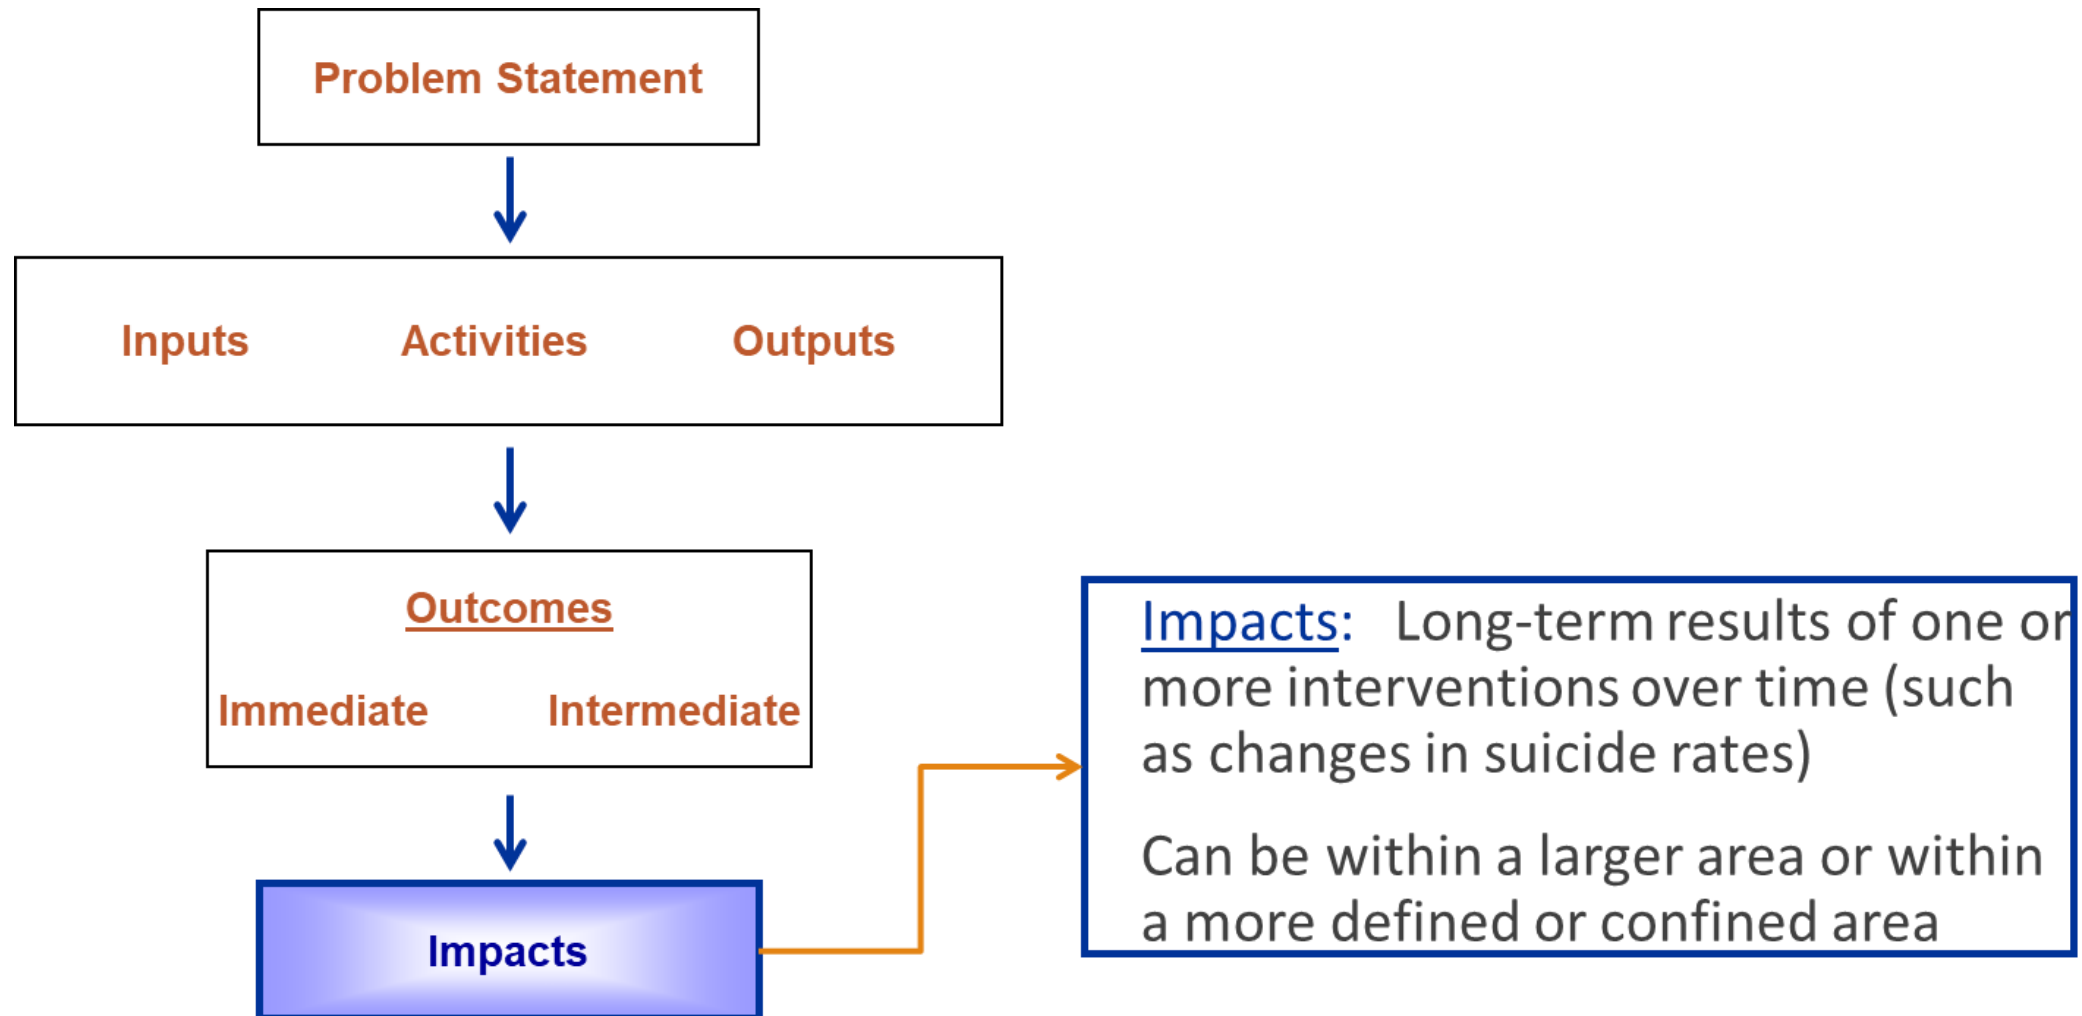 Problem Statement
Inputs Activities Outputs
Outcomes
Immediate Intermediate
Impacts
Impacts: Long-term results of one or
more interventions over time (such
as changes in suicide rates)
Can be within a larger area or within
a more defined or confined area